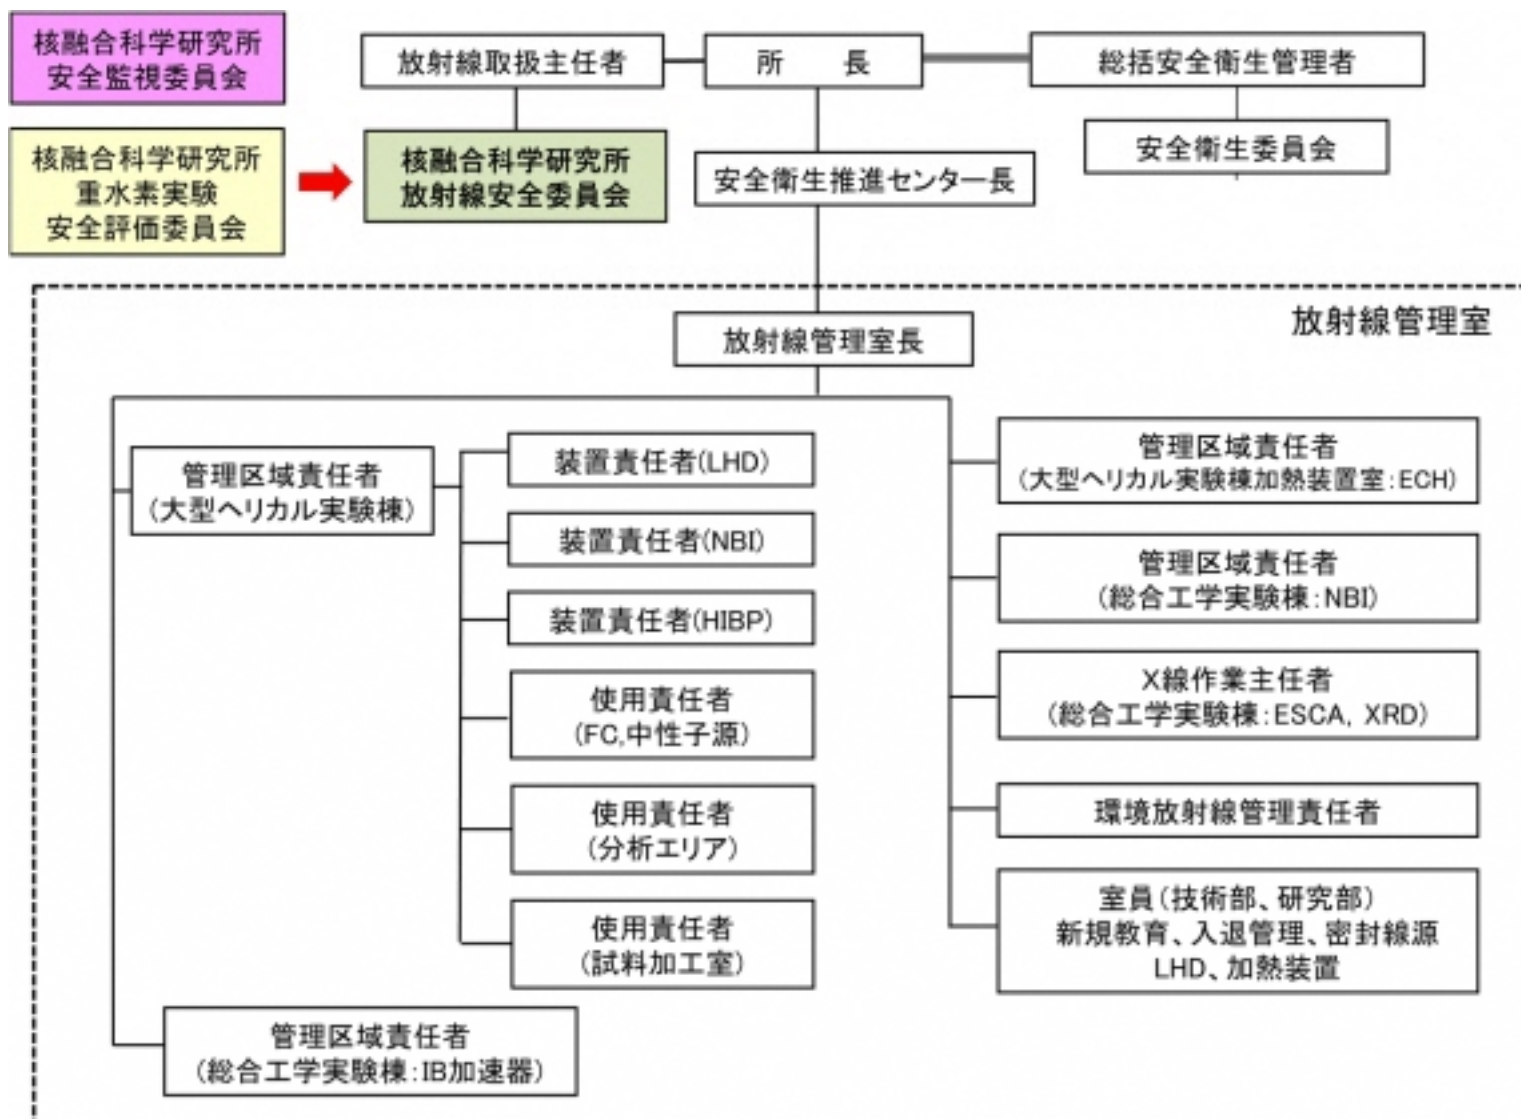 核融合科学研究所
安全監視委員会
核融合科学研究所
重水素実験
安全評価委員会
放射線取扱主任者
所 長
総括安全衛生管理者
核融合科学研究所
放射線安全委員会
安全衛生推進センター長
安全衛生委員会
放射線管理室
放射線管理室長
管理区域責任者
(大型ヘリカル実験棟)
装置責任者(LHD)
装置責任者(NBI)
装置責任者(HIBP)
使用責任者
(FC,中性子源)
使用責任者
(分析エリア)
使用責任者
(試料加工室)
管理区域責任者
(総合工学実験棟:IB加速器)
管理区域責任者
(大型ヘリカル実験棟加熱装置室:ECH)
管理区域責任者
(総合工学実験棟:NBI)
X線作業主任者
(総合工学実験棟:ESCA, XRD)
環境放射線管理責任者
室員(技術部、研究部)
新規教育、入退管理、密封線源
LHD、加熱装置